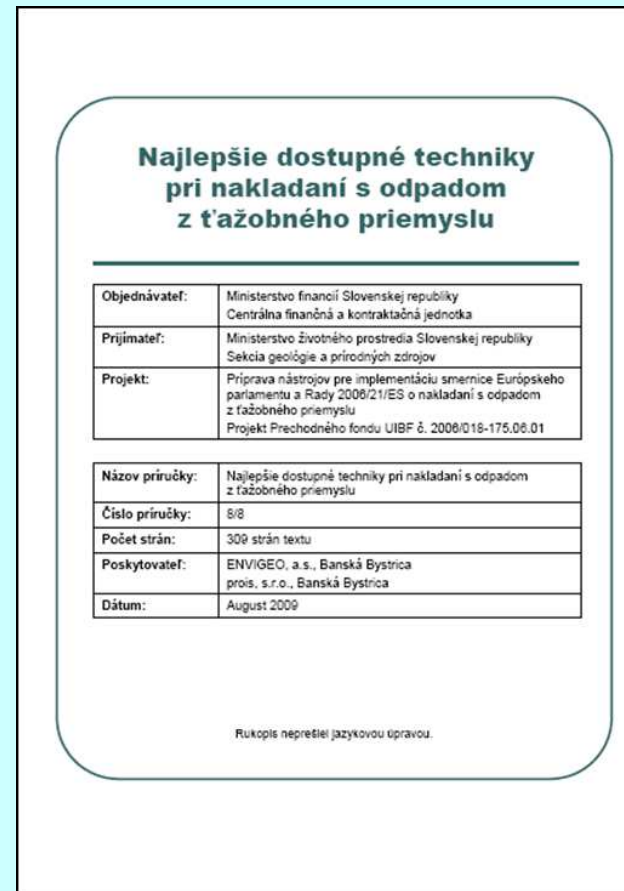 Najlepšie dostupné techniky
pri nakladaní s odpadom
z ťažobného priemyslu
Objednávateľ: Ministerstvo financií Slovenskej republiky
Centrálna finančná a kontraktačná jednotka
Prijímateľ: Ministerstvo životného prostredia Slovenskej republiky
Sekcia geológie a prírodných zdrojov
Projekt: Príprava nástrojov pre implementáciu smernice Európskeho
parlamentu a Rady 2006/21/ES o nakladaní s odpadom
z ťažobného priemyslu
Projekt Prechodného fondu UIBF č. 2006/018-175.06.01
Názov príručky: Najlepšie dostupné techniky pri nakladaní s odpadom
z ťažobného priemyslu
Číslo príručky: 8/8
Počet strán: 309 strán textu
Poskytovateľ: ENVIGEO, a.s., Banská Bystrica
prois, s.r.o., Banská Bystrica
Dátum: August 2009
Rukopis neprešiel jazykovou úpravou.